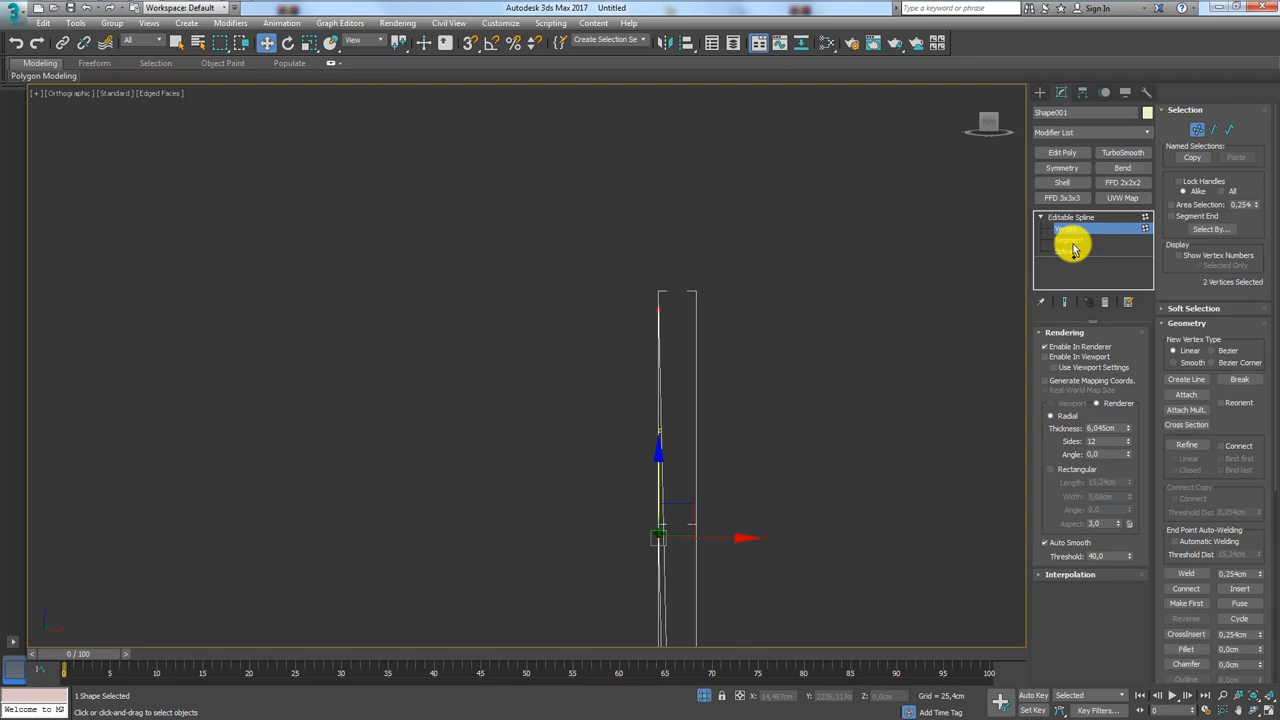 Workspace: Default
Autodesk 3ds Max 2017 Untitled
Type a keyword or phrase
Sign In
Edit Tools Group Views Create Modifiers Animation Graph Editors Rendering Civil View Customize Scripting Content Help
All
View
Create Selection Se
Modeling Freeform Selection Object Paint Populate
Polygon Modeling
[ + ] [Orthographic ] [Standard ] [Edged Faces ]
Shape001
Modifier List
Edit Poly TurboSmooth
Symmetry Bend
Shell FFD 2x2x2
FFD 3x3x3 UVW Map
Editable Spline
Vertex
Segment
Rendering
Enable In Renderer
Enable In Viewport
Use Viewport Settings
Generate Mapping Coords.
Real-World Map Size
Viewport Renderer
Radial
Thickness: 6,045cm
Sides: 12
Angle: 0,0
Rectangular
Length: 15,24cm
Width: 5,08cm
Angle: 0,0
Aspect: 3,0
Auto Smooth
Threshold: 40,0
Interpolation
Selection
Named Selections:
Copy Paste
Lock Handles
Alike All
Area Selection: 0,254
Segment End
Select By...
Display
Show Vertex Numbers
Selected Only
2 Vertices Selected
Soft Selection
Geometry
New Vertex Type
Linear Bezier
Smooth Bezier Corner
Create Line Break
Attach
Reorient
Attach Mult.
Cross Section
Refine Connect
Linear Bind first
Closed Bind last
Connect Copy
Connect
Threshold Dist 0,254cm
End Point Auto-Welding
Automatic Welding
Threshold Dist 15,24cm
Weld 0,254cm
Connect Insert
Make First Fuse
Reverse Cycle
CrossInsert 0,254cm
Fillet 0,0cm
Chamfer 0,0cm
Outline
FRONT
0 / 100
0 5 10 15 20 25 30 35 40 45 50 55 60 65 70 75 80 85 90 95 100
1 Shape Selected
X: 14,467cm Y: 2226,313cm Z: 0,0cm Grid = 25,4cm
Auto Key Selected
Welcome to M
Click or click-and-drag to select objects
Add Time Tag
Set Key Key Filters...
0